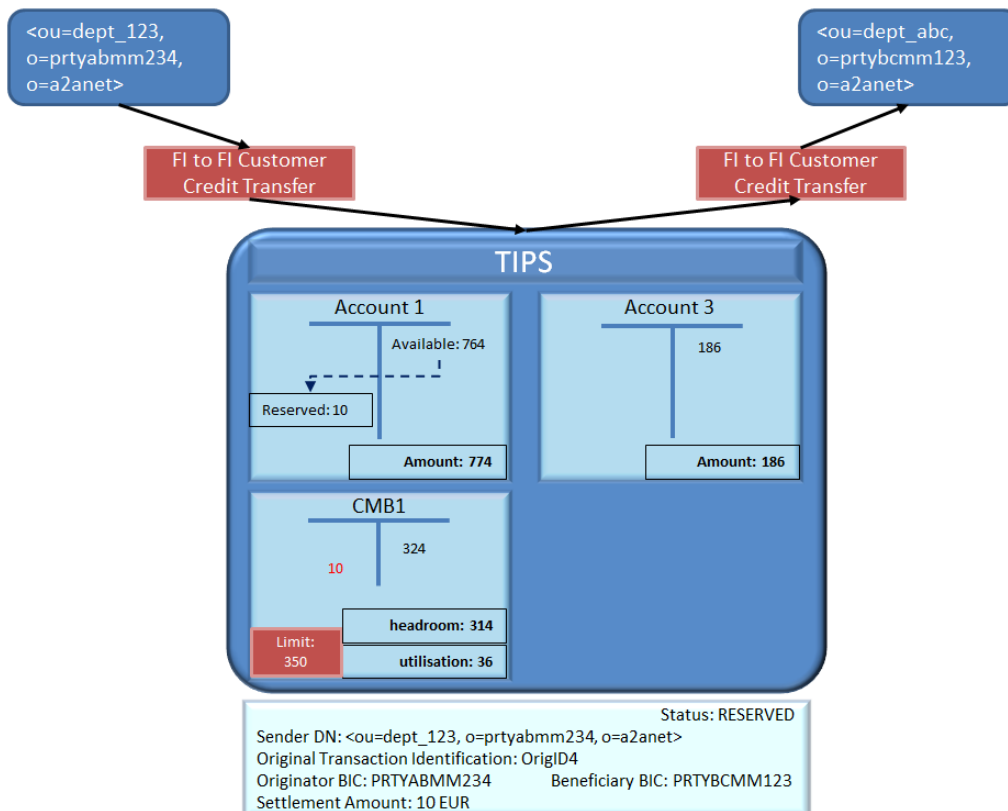 <ou=dept_123,
o=prtyabmm234,
o=a2anet>
<ou=dept_abc,
o=prtybcmm123,
o=a2anet>
FI to FI Customer
Credit Transfer
FI to FI Customer
Credit Transfer
TIPS
Account 1
Available: 764
Reserved: 10
Amount: 774
Account 3
186
Amount: 186
CMB1
324
10
headroom: 314
Limit:
350
utilisation: 36
Status: RESERVED
Sender DN: <ou=dept_123, o=prtyabmm234, o=a2anet>
Original Transaction Identification: OrigID4
Originator BIC: PRTYABMM234 Beneficiary BIC: PRTYBCMM123
Settlement Amount: 10 EUR